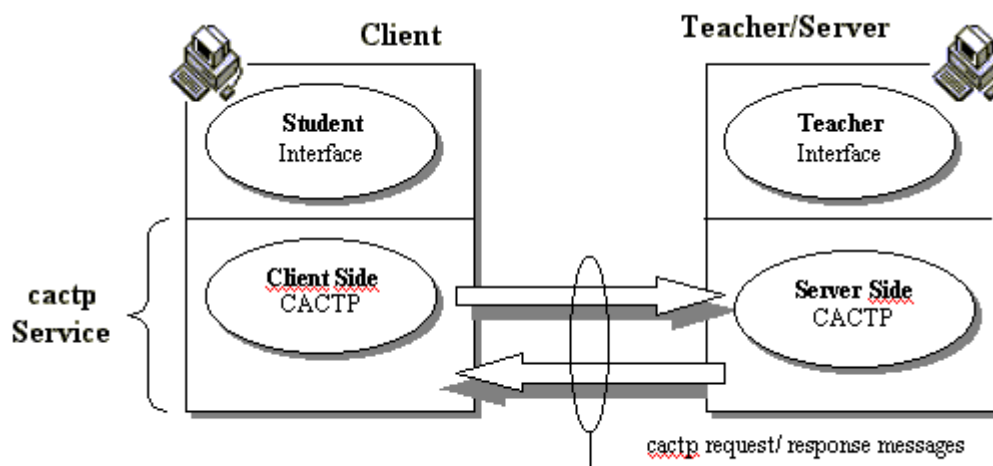 Client
Teacher/Server
Student
Interface
Teacher
Interface
cactp
Service
Client Side
CACTP
Server Side
CACTP
cactp request/ response messages